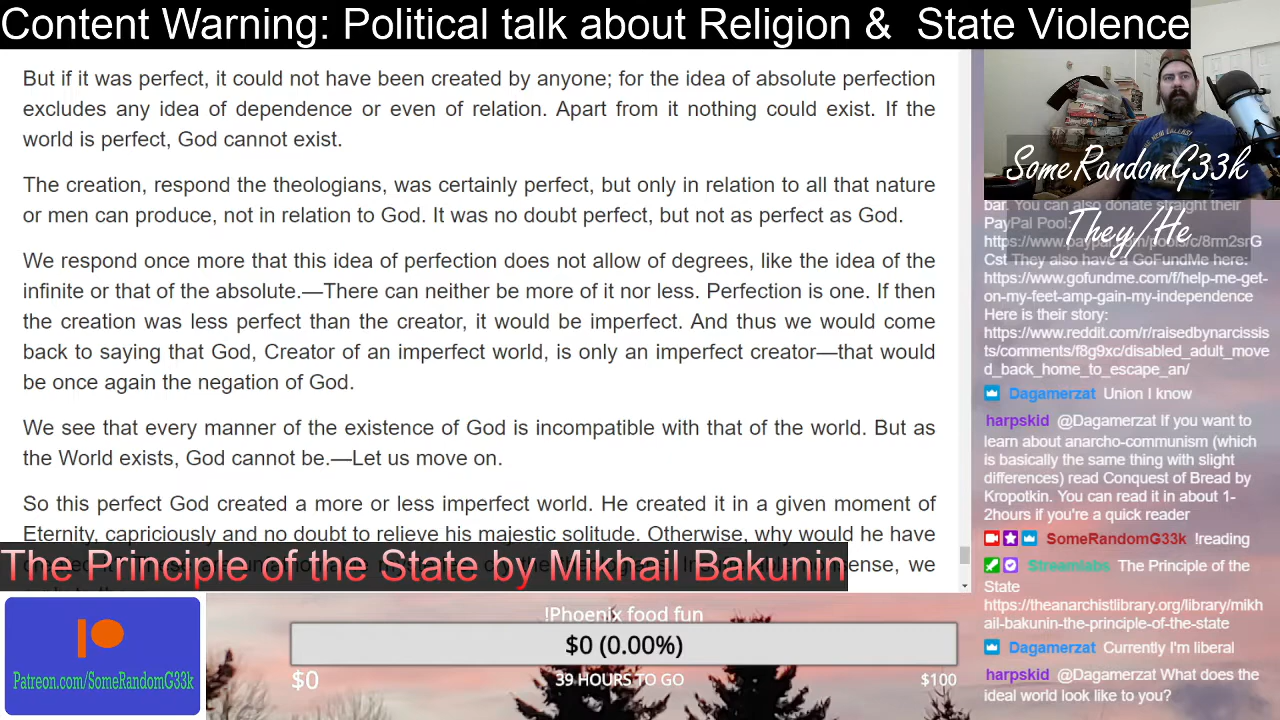 Content Warning: Political talk about Religion & State Violence
But if it was perfect, it could not have been created by anyone; for the idea of absolute perfection
excludes any idea of dependence or even of relation. Apart from it nothing could exist. If the
world is perfect, God cannot exist.
The creation, respond the theologians, was certainly perfect, but only in relation to all that nature
or men can produce, not in relation to God. It was no doubt perfect, but not as perfect as God.
We respond once more that this idea of perfection does not allow of degrees, like the idea of the
infinite or that of the absolute.—There can neither be more of it nor less. Perfection is one. If then
the creation was less perfect than the creator, it would be imperfect. And thus we would come
back to saying that God, Creator of an imperfect world, is only an imperfect creator—that would
be once again the negation of God.
We see that every manner of the existence of God is incompatible with that of the world. But as
the World exists, God cannot be.—Let us move on.
So this perfect God created a more or less imperfect world. He created it in a given moment of
Eternity, capriciously and no doubt to relieve his majestic solitude. Otherwise, why would he have
The Principle of the State by Mikhail Bakunin
Patreon.com/SomeRandomG33k
!Phoenix food fun
$0 (0.00%)
$0
39 HOURS TO GO
$100
SomeRandomG33k
They/He
bar. You can also donate straight their
PayPal Pool:
Cst They also have a GoFundMe here:
https://www.gofundme.com/f/help-me-get-
on-my-feet-amp-gain-my-independence
Here is their story:
https://www.reddit.com/r/raisedbynarcissis
ts/comments/f8g9xc/disabled_adult_move
d_back_home_to_escape_an/
Dagamerzat Union I know
harpskid @Dagamerzat If you want to
learn about anarcho-communism (which
is basically the same thing with slight
differences) read Conquest of Bread by
Kropotkin. You can read it in about 1-
2hours if you're a quick reader
SomeRandomG33k !reading
Streamlabs The Principle of the
State
https://theanarchistlibrary.org/library/mikh
ail-bakunin-the-principle-of-the-state
Dagamerzat Currently I'm liberal
harpskid @Dagamerzat What does the
ideal world look like to you?